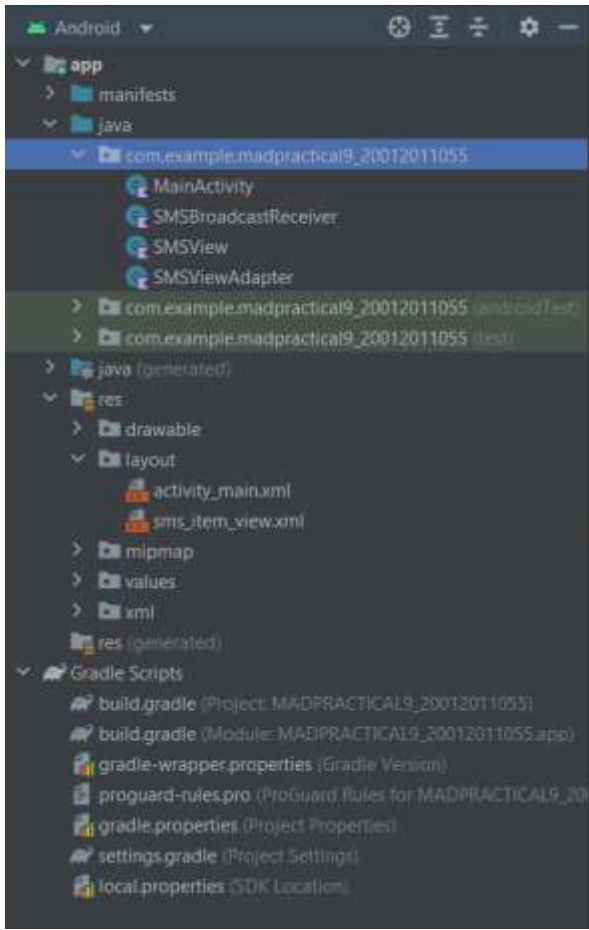 Android
app
manifests
java
com.example.madpractical9_20012011055
MainActivity
SMSBroadcastReceiver
SMSView
SMSViewAdapter
com.example.madpractical9_20012011055 (androidTest)
com.example.madpractical9_20012011055 (test)
java (generated)
res
drawable
layout
activity_main.xml
sms_item_view.xml
mipmap
values
xml
res (generated)
Gradle Scripts
build.gradle (Project: MADPRACTICAL9_20012011055)
build.gradle (Module: MADPRACTICAL9_20012011055.app)
gradle-wrapper.properties (Gradle Version)
proguard-rules.pro (ProGuard Rules for MADPRACTICAL9_20
gradle.properties (Project Properties)
settings.gradle (Project Settings)
local.properties (SDK Location)